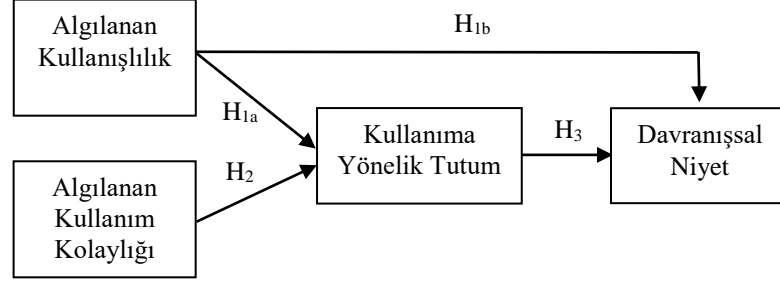 Algılanan
Kullanışlılık
H1b
H1a
Kullanıma
Yönelik Tutum
H3
Davranışsal
Niyet
H2
Algılanan
Kullanım
Kolaylığı